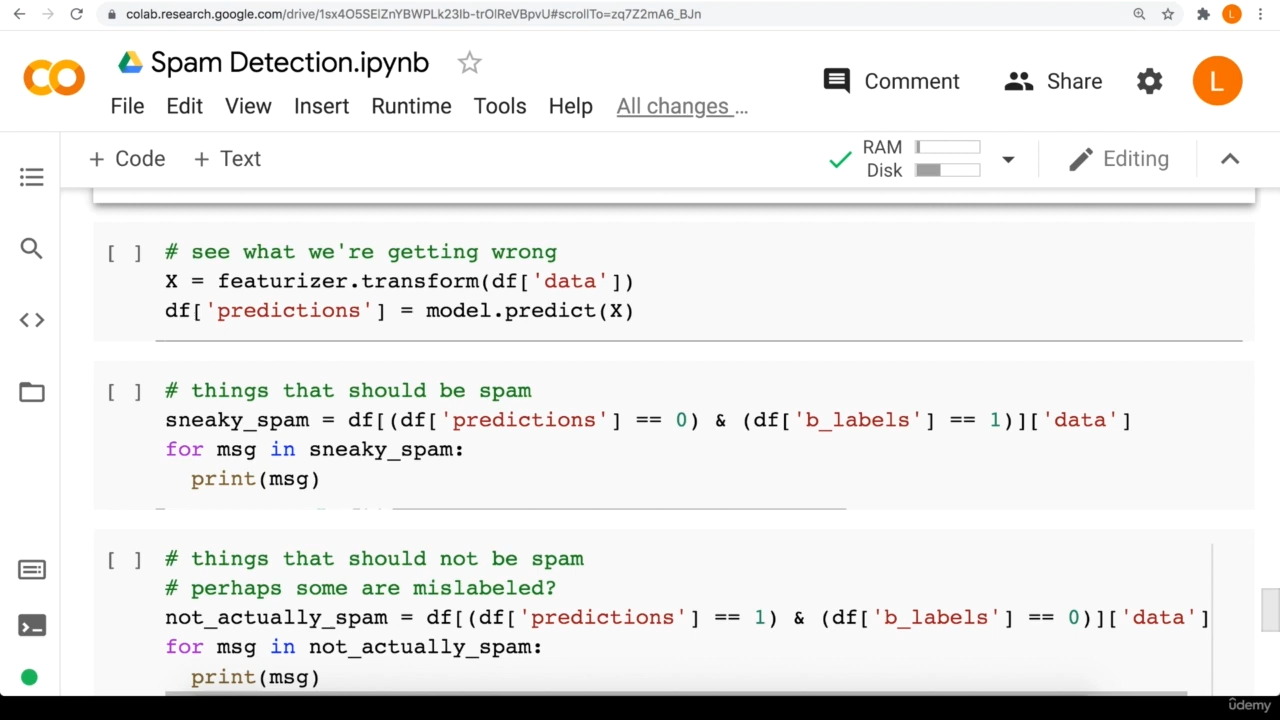 colab.research.google.com/drive/1sx4O5SElZnYBWPLk23Ib-trOlReVBpvU#scrollTo=zq7Z2mA6_BJn
L
Spam Detection.ipynb
Comment
Share
L
File Edit View Insert Runtime Tools Help All changes …
+ Code + Text
RAM
Disk
Editing
[ ] # see what we're getting wrong
X = featurizer.transform(df['data'])
df['predictions'] = model.predict(X)
[ ] # things that should be spam
sneaky_spam = df[(df['predictions'] == 0) & (df['b_labels'] == 1)]['data']
for msg in sneaky_spam:
print(msg)
[ ] # things that should not be spam
# perhaps some are mislabeled?
not_actually_spam = df[(df['predictions'] == 1) & (df['b_labels'] == 0)]['data']
for msg in not_actually_spam:
print(msg)
ûdemy